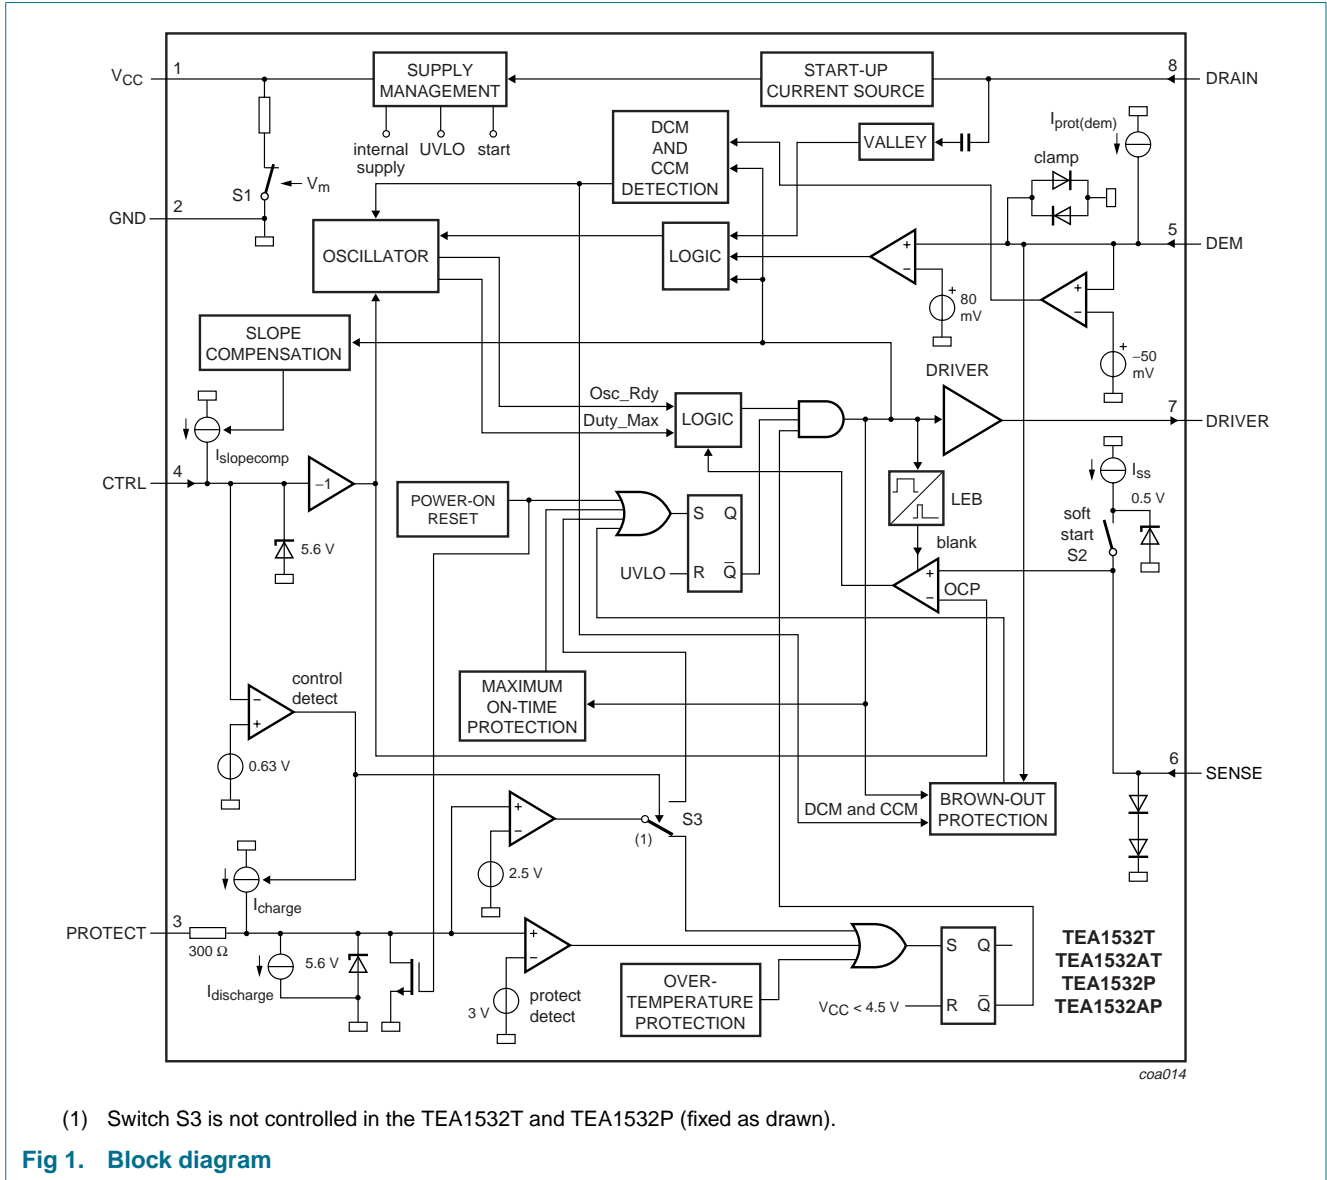 VCC
1
SUPPLY
MANAGEMENT
START-UP
CURRENT SOURCE
8
DRAIN
internal
supply
UVLO
start
DCM
AND
CCM
DETECTION
VALLEY
Iprot(dem)
clamp
S1
Vm
GND
2
OSCILLATOR
LOGIC
+
−
+
80
mV
5
DEM
+
−
+
−50
mV
SLOPE
COMPENSATION
DRIVER
Osc_Rdy
Duty_Max
LOGIC
7
DRIVER
Islopecomp
CTRL
4
−1
5.6 V
POWER-ON
RESET
S Q
R Q
UVLO
LEB
blank
+
−
OCP
Iss
0.5 V
soft
start
S2
control
detect
−
+
0.63 V
MAXIMUM
ON-TIME
PROTECTION
6
SENSE
DCM and CCM
BROWN-OUT
PROTECTION
+
−
2.5 V
S3
(1)
Icharge
PROTECT
3
300 Ω
Idischarge
5.6 V
+
−
3 V
protect
detect
OVER-
TEMPERATURE
PROTECTION
VCC < 4.5 V
S Q
R Q
TEA1532T
TEA1532AT
TEA1532P
TEA1532AP
coa014
(1) Switch S3 is not controlled in the TEA1532T and TEA1532P (fixed as drawn).
Fig 1. Block diagram